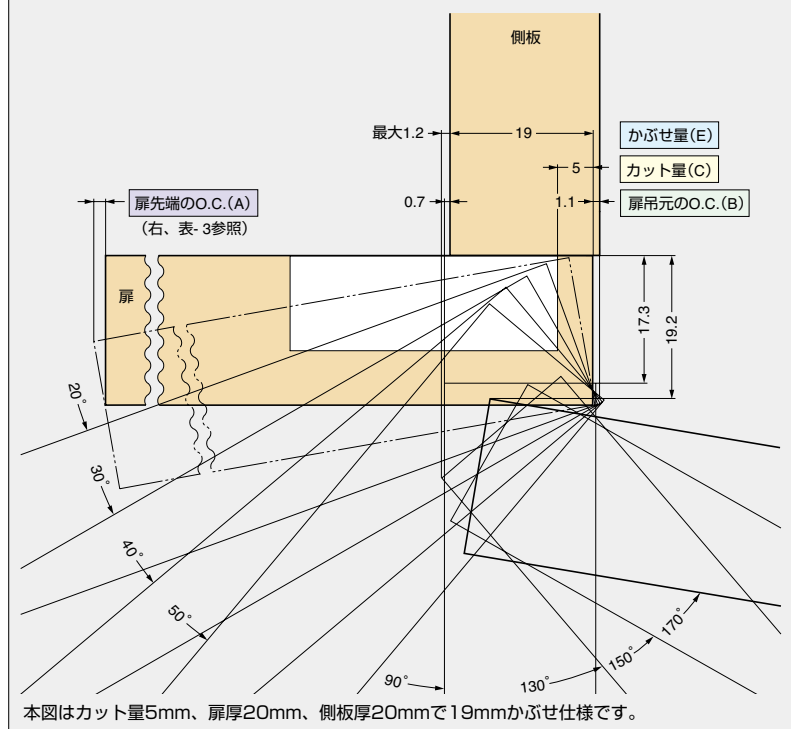 側板
最大1.2
19
かぶせ量(E)
5
カット量(C)
扉先端のO.C.(A)
0.7
1.1
扉吊元のO.C.(B)
(右、表-3参照)
扉
17.3
19.2
20°
30°
40°
50°
90°
130°
150°
170°
本図はカット量5mm、扉厚20mm、側板厚20mmで19mmかぶせ仕様です。